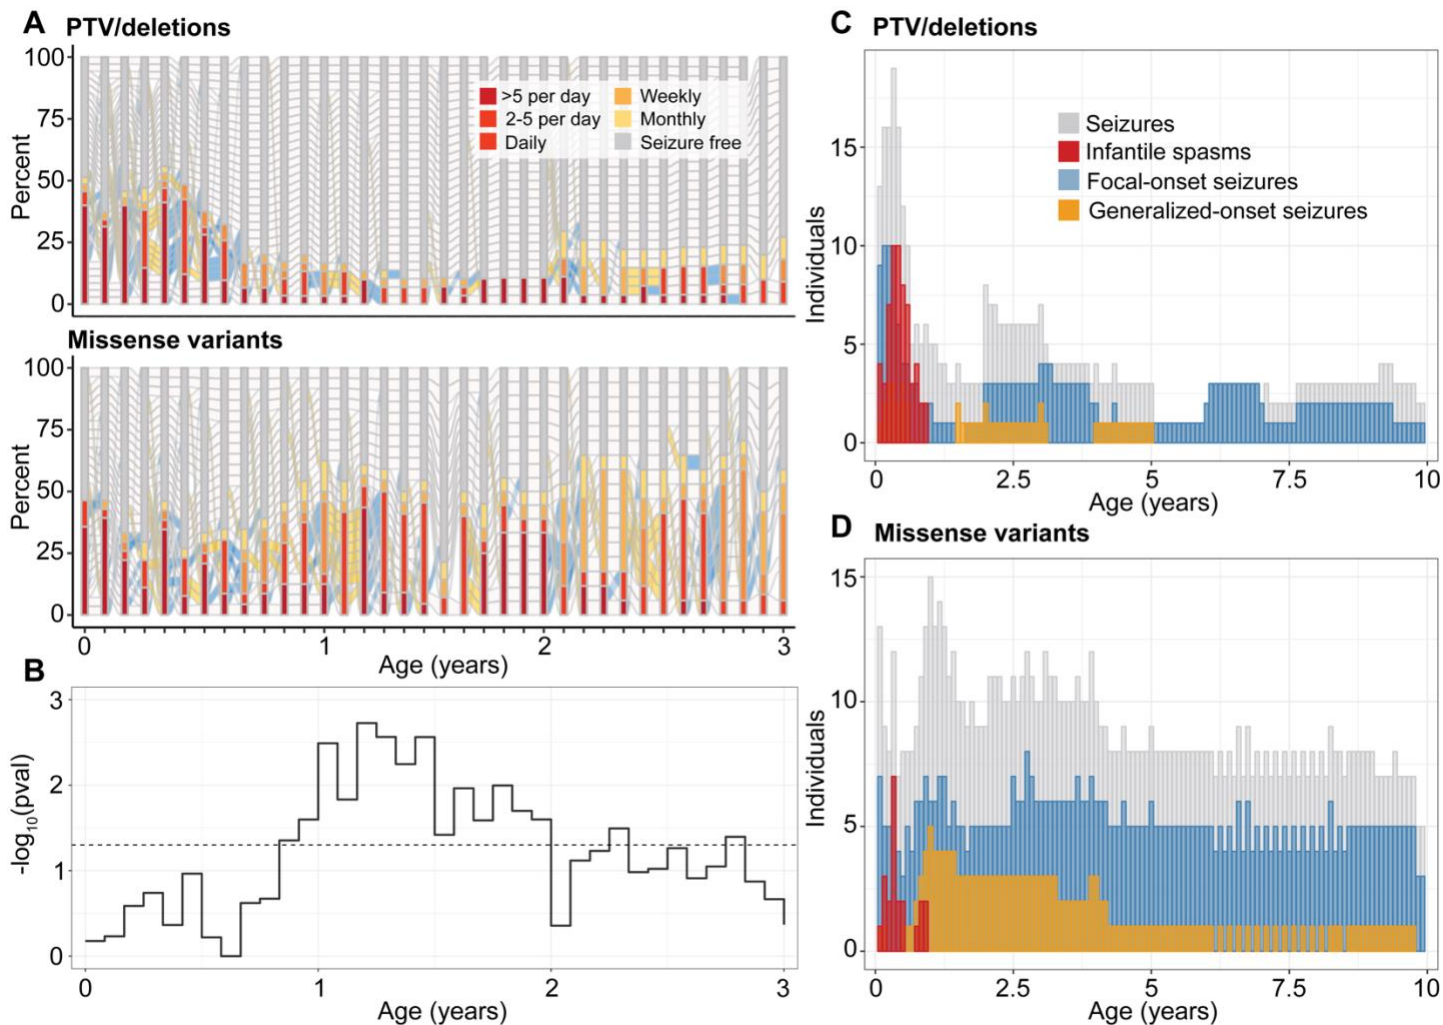 A PTV/deletions
100
75
50
25
0
Percent
>5 per day
2-5 per day
Daily
Weekly
Monthly
Seizure free
Missense variants
100
75
50
25
0
Percent
0 1 2 3
Age (years)
B
3
2
1
0
-log10(pval)
0 1 2 3
Age (years)
C PTV/deletions
15
10
5
0
Individuals
Seizures
Infantile spasms
Focal-onset seizures
Generalized-onset seizures
0 2.5 5 7.5 10
Age (years)
D Missense variants
15
10
5
0
Individuals
0 2.5 5 7.5 10
Age (years)